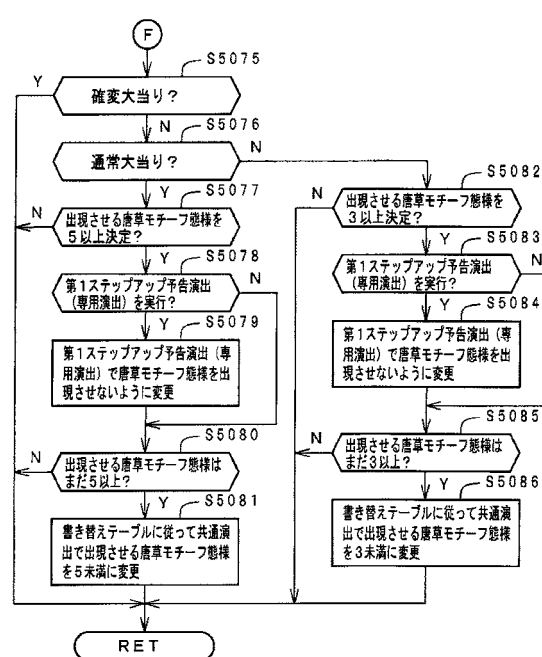 F
S5075
確変大当り？
Y
N
S5076
通常大当り？
N
Y
S5077
出現させる唐草モチーフ態様を
5以上決定？
N
Y
S5078
第1ステップアップ予告演出
（専用演出）を実行？
N
Y
S5079
第1ステップアップ予告演出（専
用演出）で唐草モチーフ態様を出
現させないように変更
S5080
出現させる唐草モチーフ態様は
まだ5以上？
N
Y
S5081
書き替えテーブルに従って共通演
出で出現させる唐草モチーフ態様
を5未満に変更
S5082
出現させる唐草モチーフ態様を
3以上決定？
N
Y
S5083
第1ステップアップ予告演出
（専用演出）を実行？
N
Y
S5084
第1ステップアップ予告演出（専
用演出）で唐草モチーフ態様を出
現させないように変更
S5085
出現させる唐草モチーフ態様は
まだ3以上？
N
Y
S5086
書き替えテーブルに従って共通演
出で出現させる唐草モチーフ態様
を3未満に変更
RET